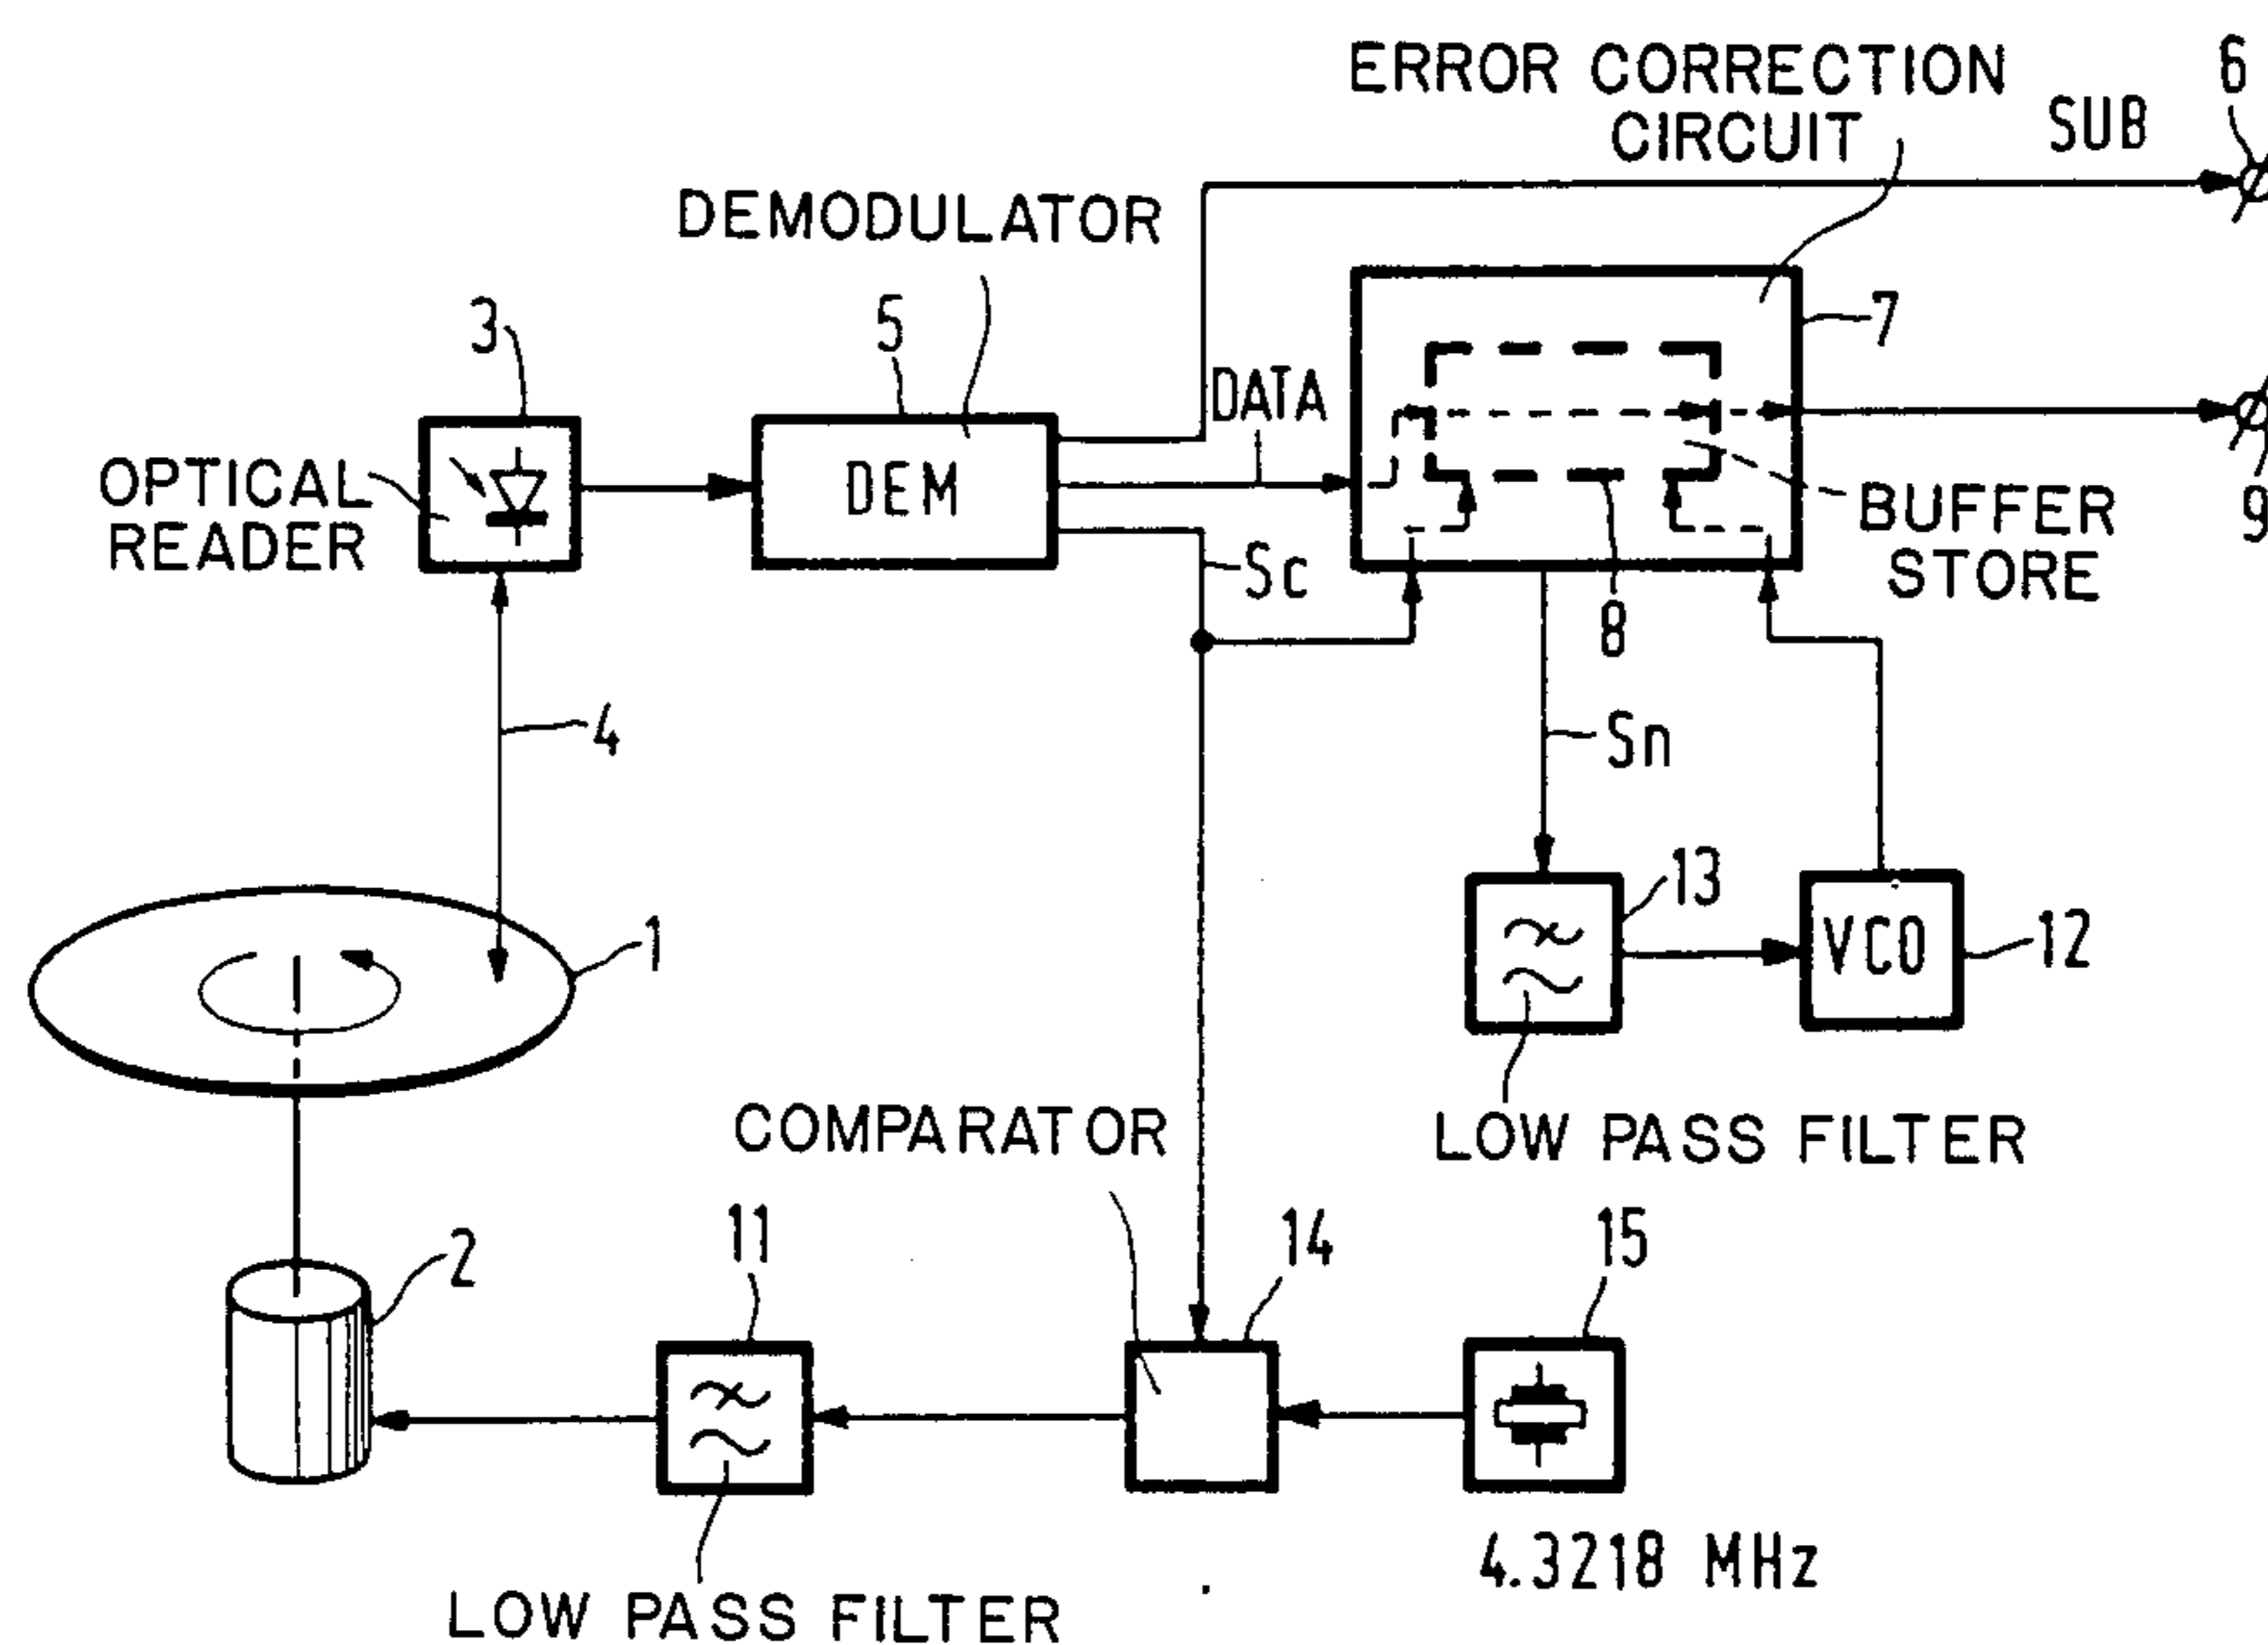 ERROR CORRECTION
CIRCUIT
SUB
6
DEMODULATOR
3
5
7
DATA
OPTICAL
READER
DEM
BUFFER
STORE
9
Sc
8
4
Sn
13
1
VCO
12
COMPARATOR
LOW PASS FILTER
2
11
14
15
4.3218 MHz
LOW PASS FILTER